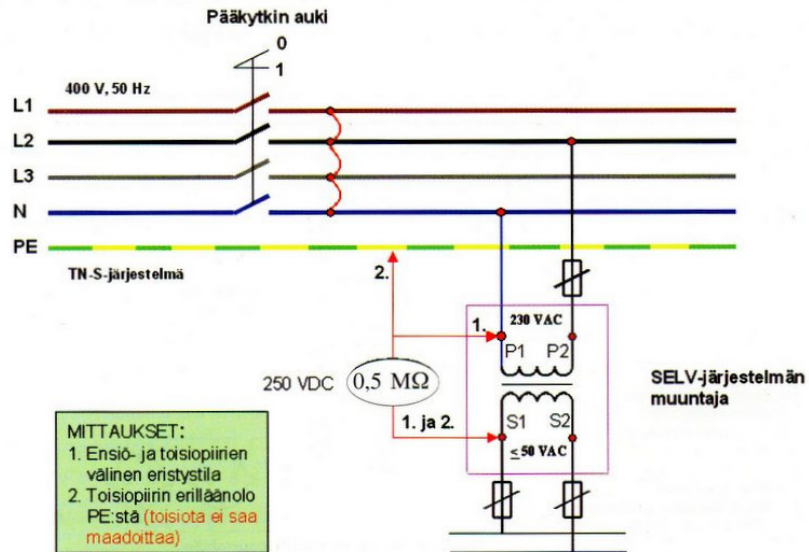 Pääkytkin auki
0
1
400 V, 50 Hz
L1
L2
L3
N
PE
TN-S-järjestelmä
2.
1.
230 VAC
P1 P2
250 VDC
0,5 MΩ
SELV-järjestelmän
muuntaja
1. ja 2.
S1 S2
≤50 VAC
MITTAUKSET:
1. Ensiö- ja toisiopiirien
välinen eristystila
2. Toisiopiirin erilläänolo
PE:stä (toisiota ei saa
maadoittaa)